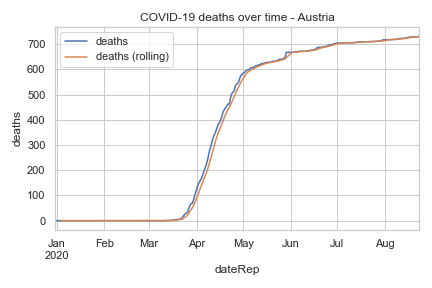 COVID-19 deaths over time - Austria
deaths
deaths (rolling)
700
600
500
400
300
200
100
0
deaths
Jan Feb Mar Apr May Jun Jul Aug
2020
dateRep